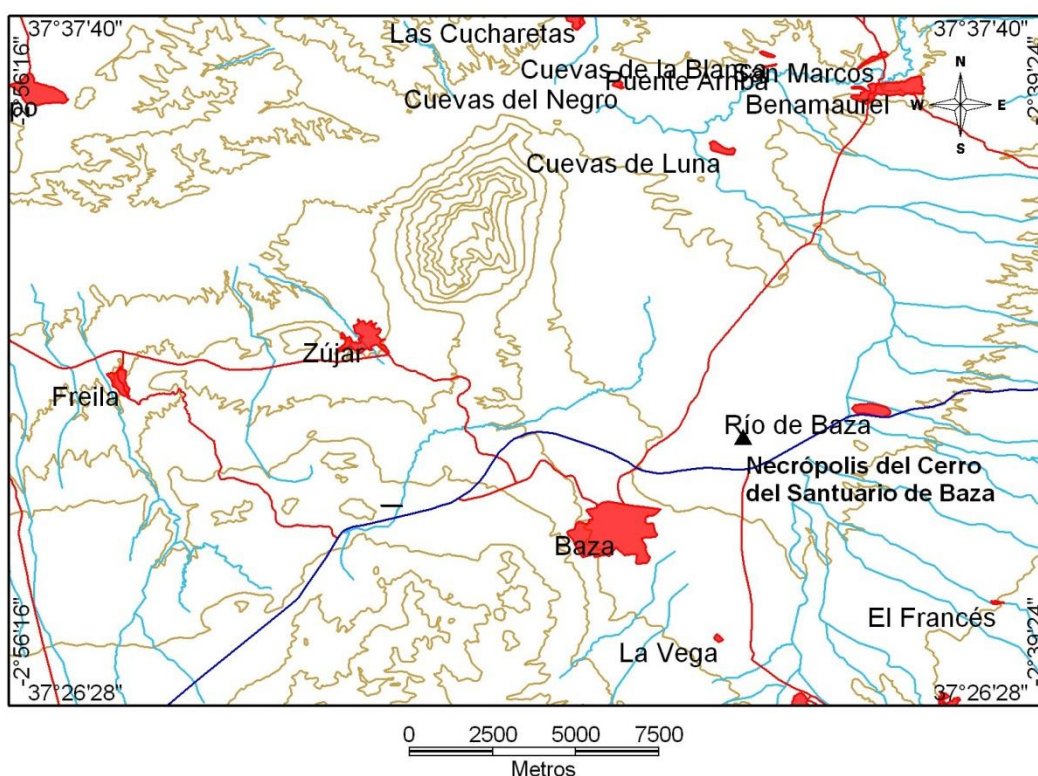 37°37'40"
37°37'40"
-2°56'16"
-2°39'24"
Las Cucharetas
Cuevas de la Blanca
San Marcos
Puente Arriba
Cuevas del Negro
Benamaurel
N
W E
S
Cuevas de Luna
Zújar
Freila
Río de Baza
Necrópolis del Cerro
del Santuario de Baza
Baza
El Francés
La Vega
-2°56'16"
-2°39'24"
37°26'28"
37°26'28"
0 2500 5000 7500
Metros